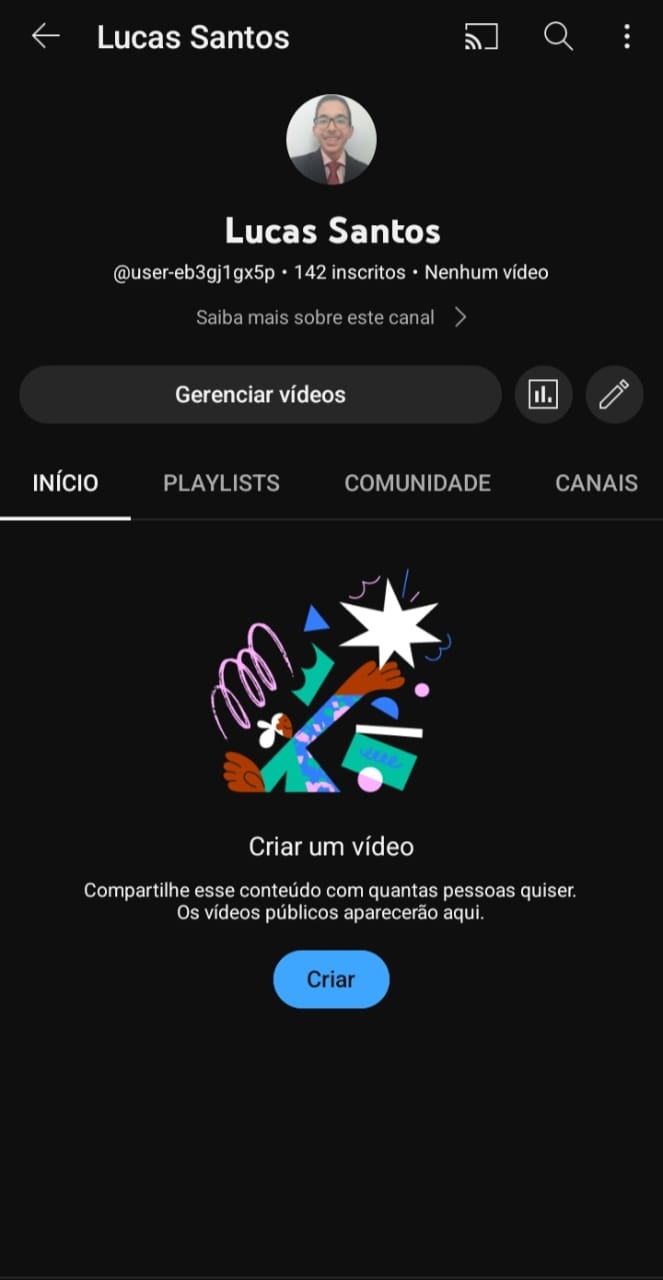 Lucas Santos
Lucas Santos
@user-eb3gj1gx5p • 142 inscritos • Nenhum vídeo
Saiba mais sobre este canal
Gerenciar vídeos
INÍCIO PLAYLISTS COMUNIDADE CANAIS
Criar um vídeo
Compartilhe esse conteúdo com quantas pessoas quiser.
Os vídeos públicos aparecerão aqui.
Criar